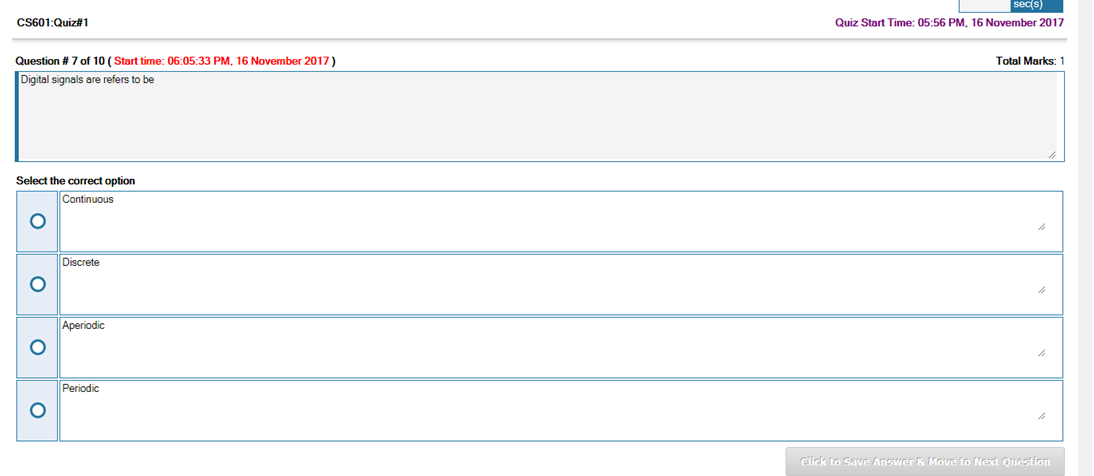 sec(s)
CS601:Quiz#1
Quiz Start Time: 05:56 PM, 16 November 2017
Question # 7 of 10 ( Start time: 06:05:33 PM, 16 November 2017 )
Total Marks: 1
Digital signals are refers to be
Select the correct option
Continuous
Discrete
Aperiodic
Periodic
Click to Save Answer & Move to Next Question